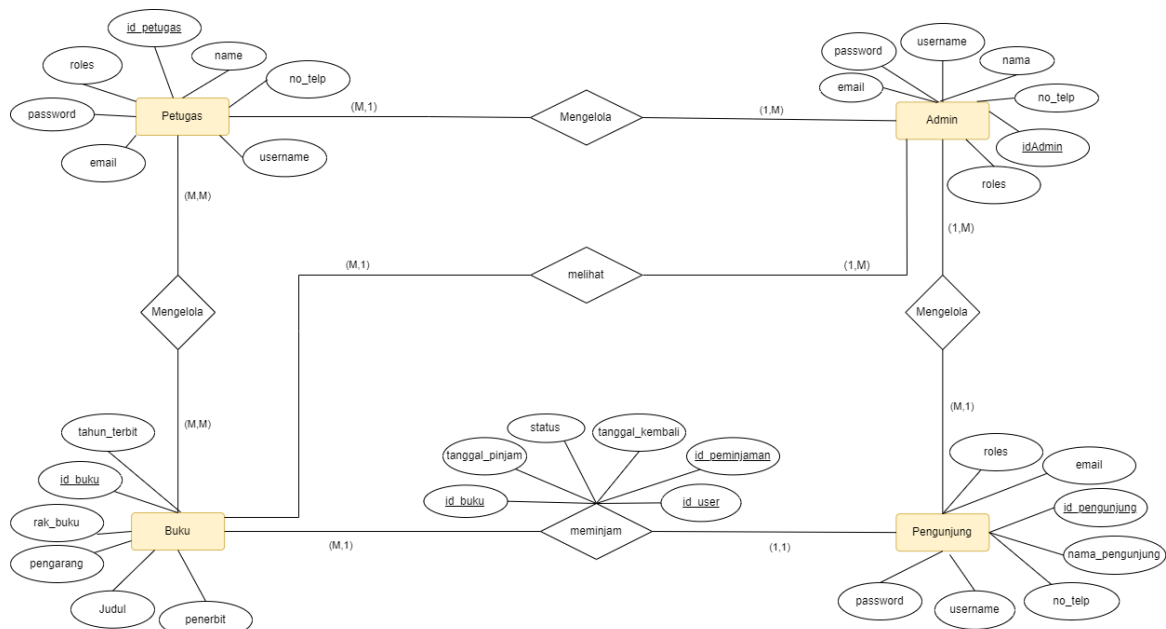 id_petugas
name
roles
no_telp
password
Petugas
email
username
(M,1)
Mengelola
(1,M)
username
password
nama
email
no_telp
Admin
idAdmin
roles
(M,M)
(1,M)
(M,1)
melihat
(1,M)
Mengelola
Mengelola
(M,M)
(M,1)
tahun_terbit
id_buku
rak_buku
Buku
pengarang
Judul
penerbit
status
tanggal_kembali
tanggal_pinjam
id_peminjaman
id_buku
id_user
meminjam
(M,1)
(1,1)
roles
email
id_pengunjung
Pengunjung
nama_pengunjung
password
username
no_telp